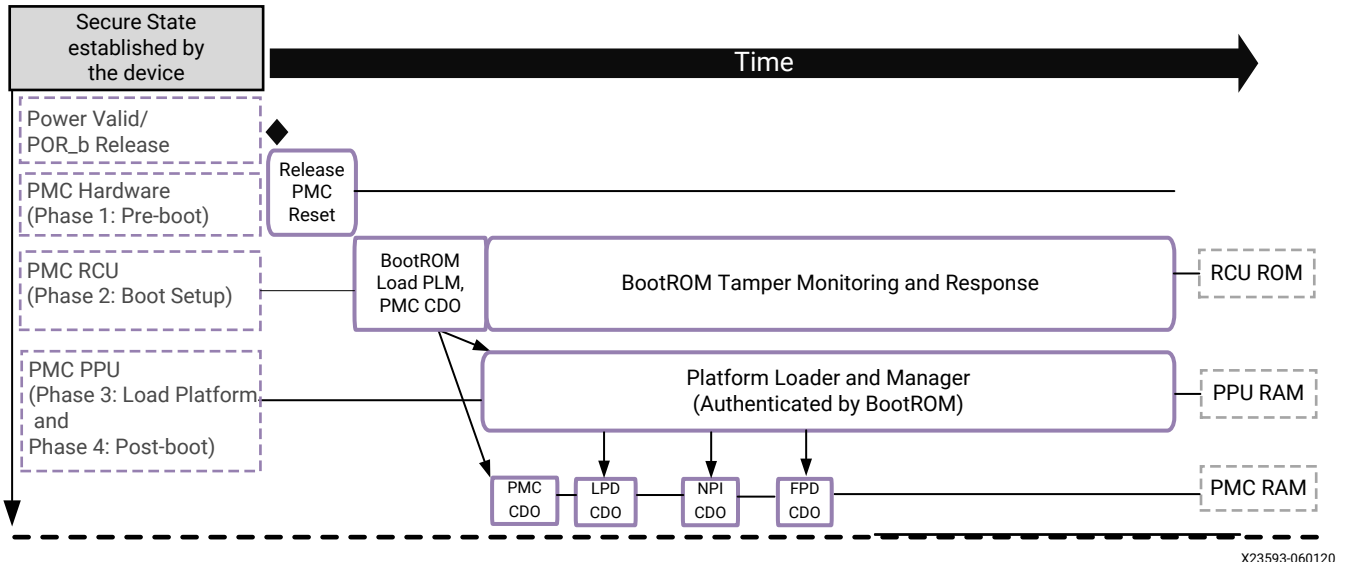 Secure State
established by
the device
Time
Power Valid/
POR_b Release
Release
PMC
Reset
PMC Hardware
(Phase 1: Pre-boot)
PMC RCU
(Phase 2: Boot Setup)
BootROM
Load PLM,
PMC CDO
BootROM Tamper Monitoring and Response
RCU ROM
PMC PPU
(Phase 3: Load Platform
and
Phase 4: Post-boot)
Platform Loader and Manager
(Authenticated by BootROM)
PPU RAM
PMC
CDO
LPD
CDO
NPI
CDO
FPD
CDO
PMC RAM
X23593-060120